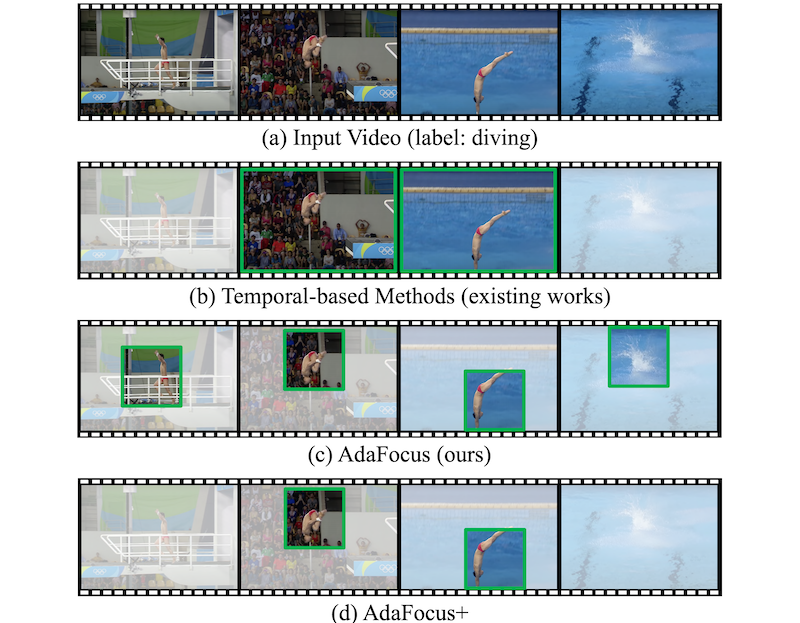 (a) Input Video (label: diving)
(b) Temporal-based Methods (existing works)
(c) AdaFocus (ours)
(d) AdaFocus+